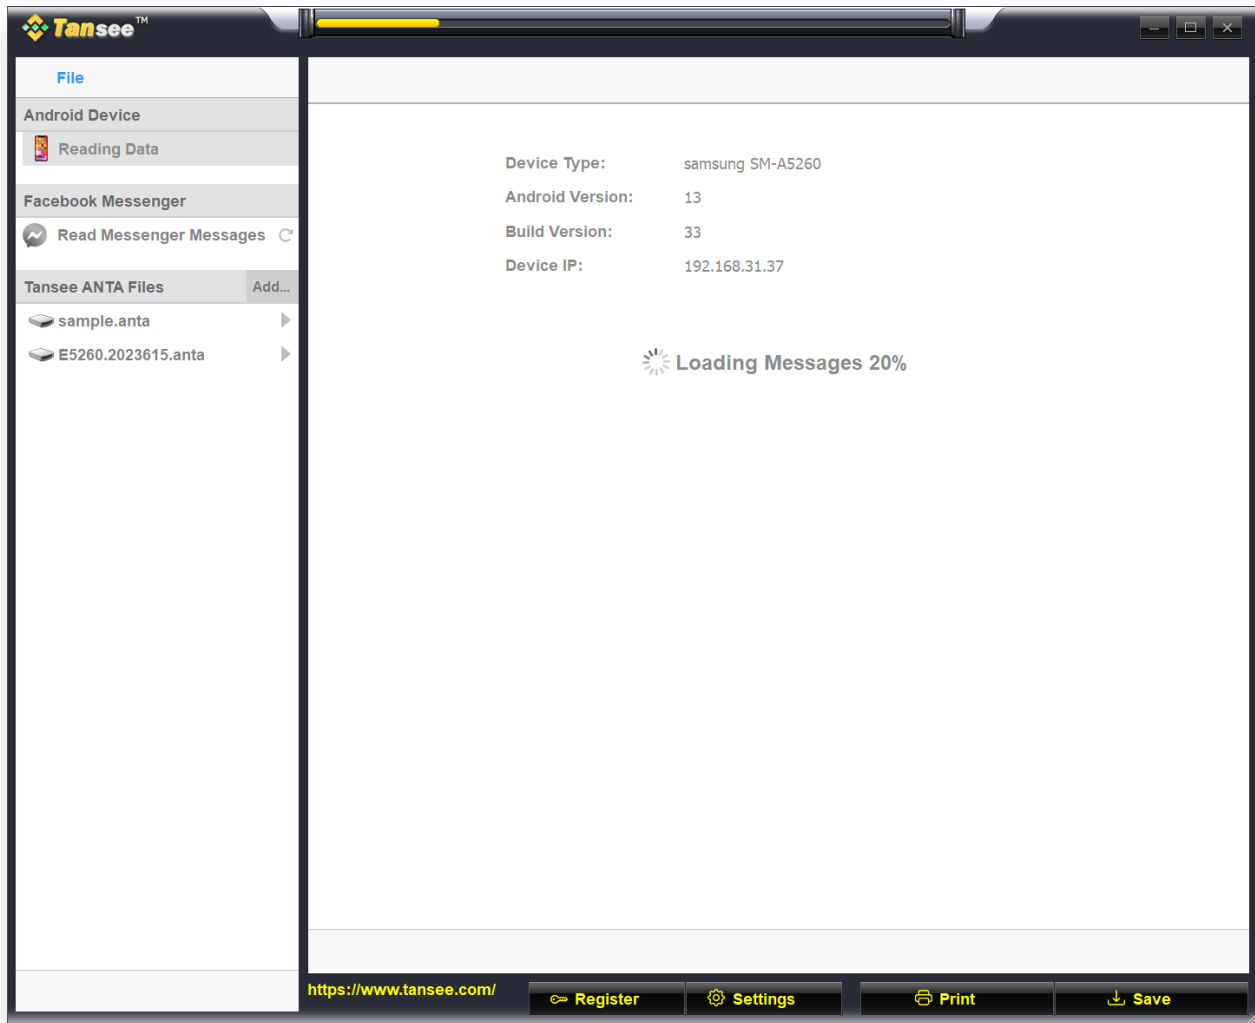 Tansee™
File
Android Device
Reading Data
Facebook Messenger
Read Messenger Messages
Tansee ANTA Files Add...
sample.anta
E5260.2023615.anta
Device Type: samsung SM-A5260
Android Version: 13
Build Version: 33
Device IP: 192.168.31.37
Loading Messages 20%
https://www.tansee.com/ Register Settings Print Save